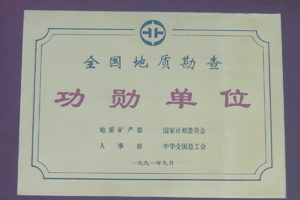 全国地质勘查
功勋单位
地质矿产部 国家计划委员会
人事部 中华全国总工会
一九九一年九月